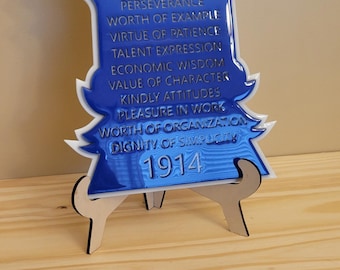 PERSEVERANCE
WORTH OF EXAMPLE
VIRTUE OF PATIENCE
TALENT EXPRESSION
ECONOMIC WISDOM
VALUE OF CHARACTER
KINDLY ATTITUDES
PLEASURE IN WORK
WORTH OF ORGANIZATION
DIGNITY OF SIMPLICITY
1914